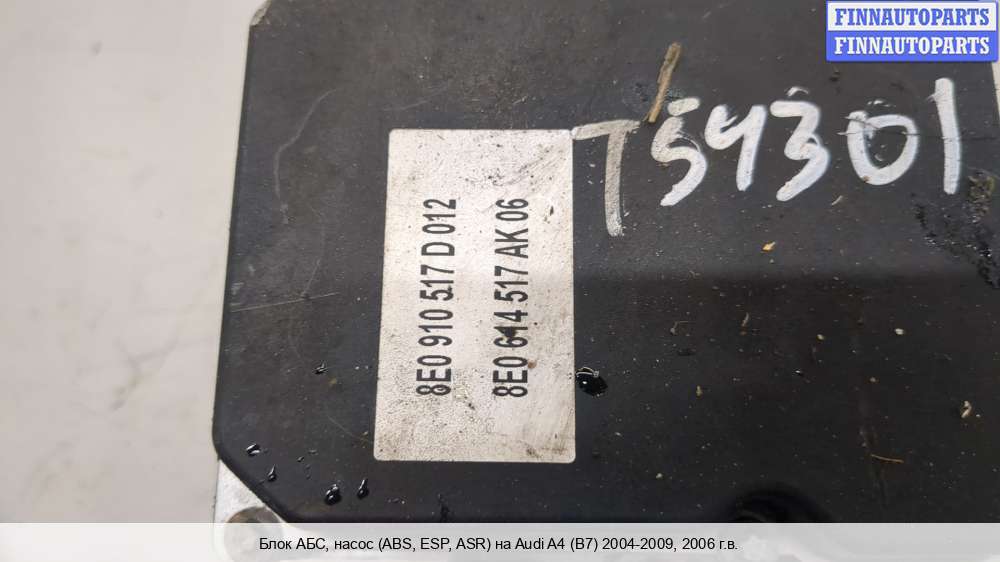 FINNAUTOPARTS
FINNAUTOPARTS
T54301
8E0 910 517 D 012
8E0 614 517 AK 06
Блок АБС, насос (ABS, ESP, ASR) на Audi A4 (B7) 2004-2009, 2006 г.в.